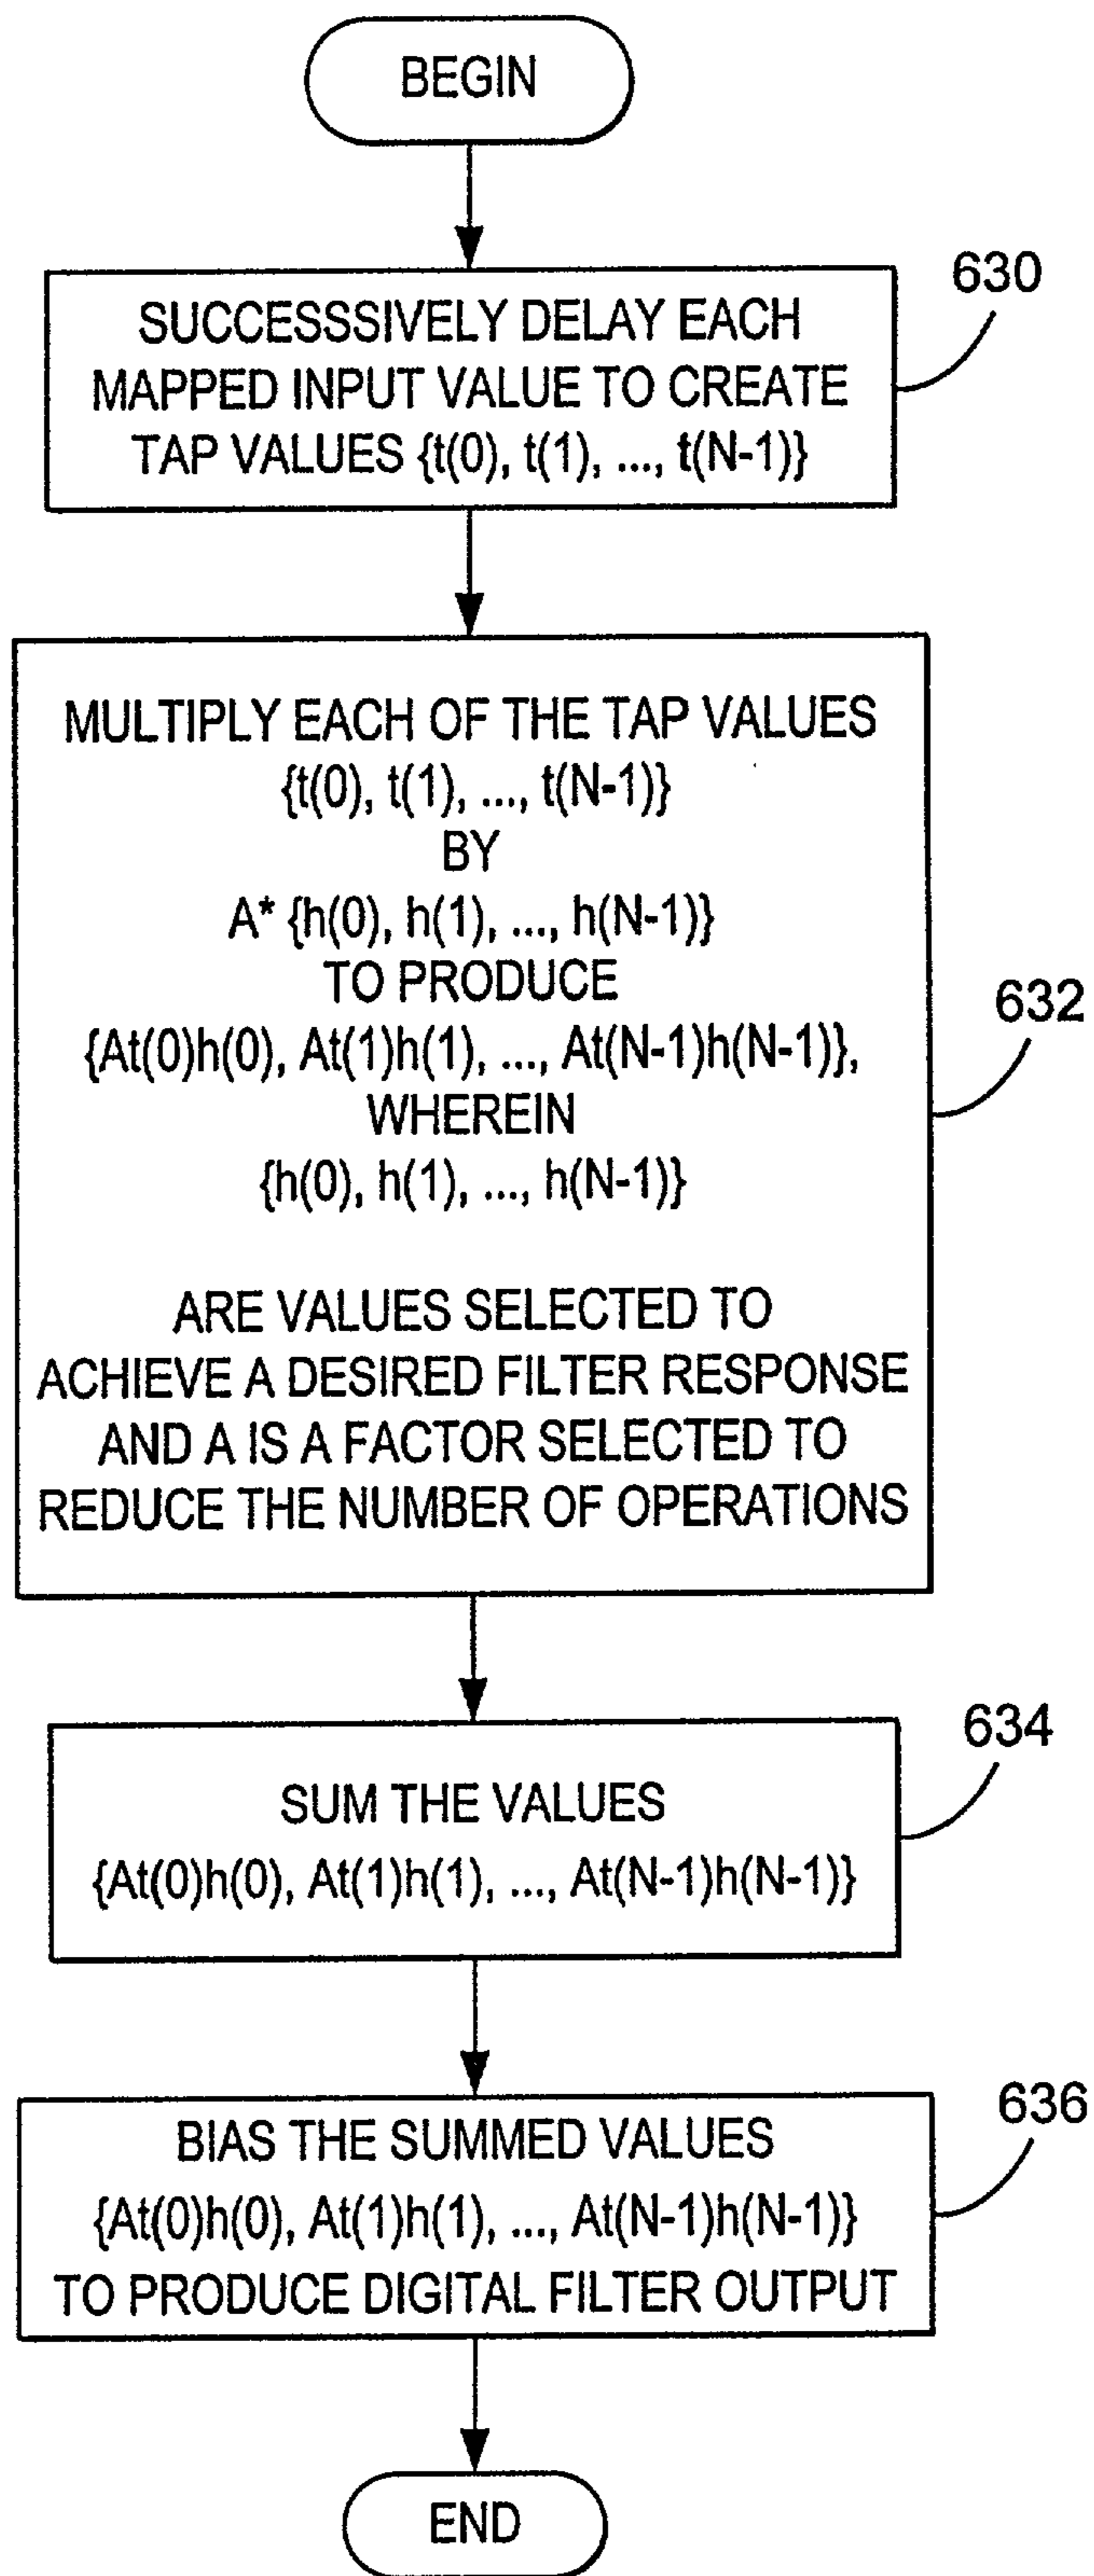 BEGIN
630
SUCCESSSIVELY DELAY EACH
MAPPED INPUT VALUE TO CREATE
TAP VALUES {t(0), t(1), ..., t(N-1)}
MULTIPLY EACH OF THE TAP VALUES
{t(0), t(1), ..., t(N-1)}
BY
A* {h(0), h(1), ..., h(N-1)}
TO PRODUCE
632
{At(0)h(0), At(1)h(1), ..., At(N-1)h(N-1)},
WHEREIN
{h(0), h(1), ..., h(N-1)}
ARE VALUES SELECTED TO
ACHIEVE A DESIRED FILTER RESPONSE
AND A IS A FACTOR SELECTED TO
REDUCE THE NUMBER OF OPERATIONS
634
SUM THE VALUES
{At(0)h(0), At(1)h(1), ..., At(N-1)h(N-1)}
636
BIAS THE SUMMED VALUES
{At(0)h(0), At(1)h(1), ..., At(N-1)h(N-1)}
TO PRODUCE DIGITAL FILTER OUTPUT
END